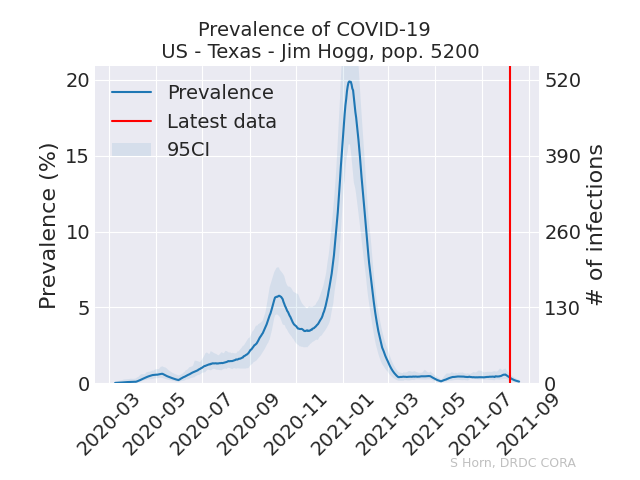 Prevalence of COVID-19
US - Texas - Jim Hogg, pop. 5200
Prevalence
Latest data
95CI
Prevalence (%)
20
15
10
5
0
# of infections
520
390
260
130
0
2020-03
2020-05
2020-07
2020-09
2020-11
2021-01
2021-03
2021-05
2021-07
2021-09
S Horn, DRDC CORA